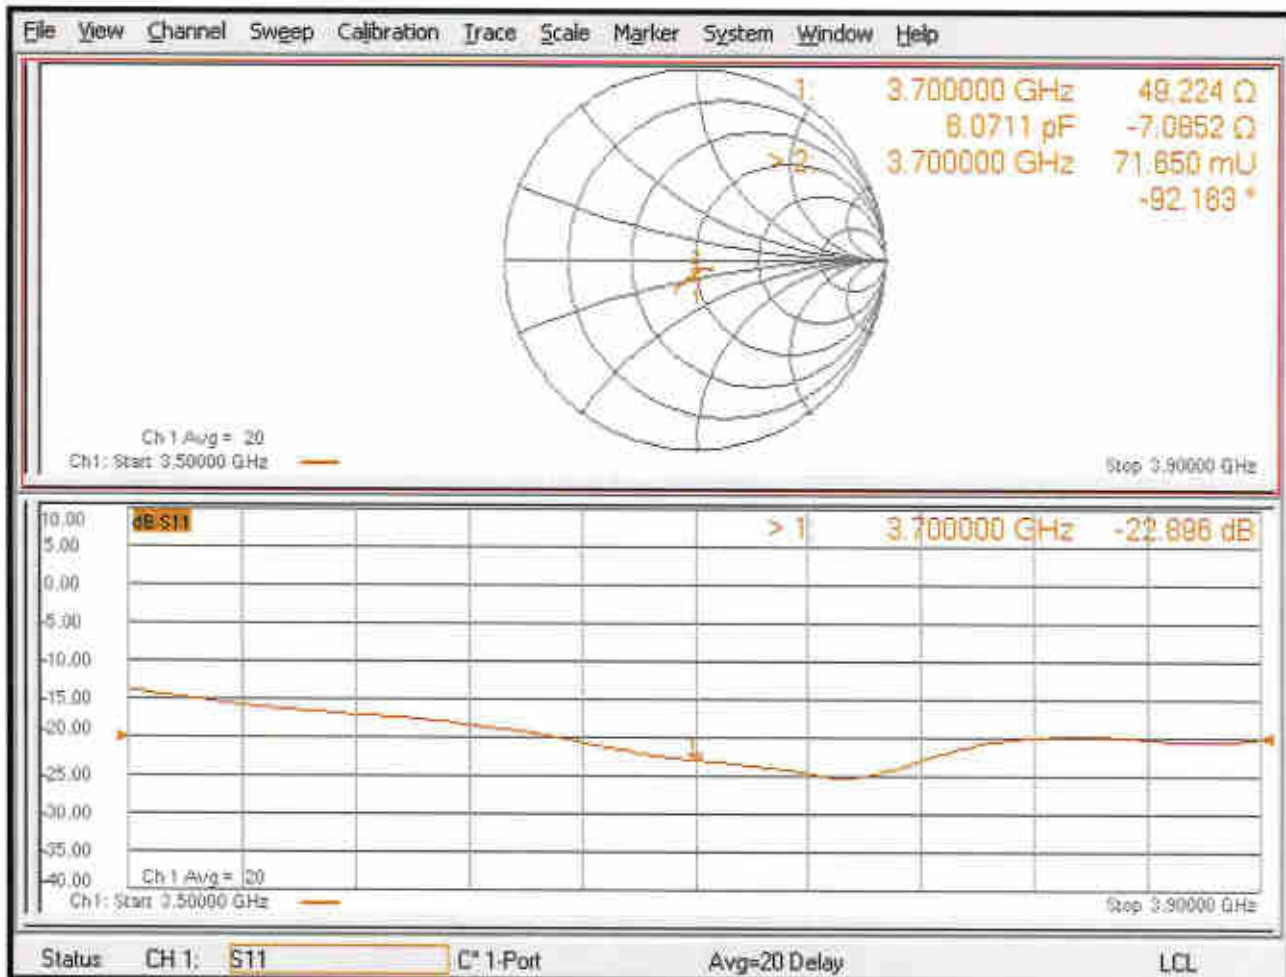 File View Channel Sweep Calibration Trace Scale Marker System Window Help
1: 3.700000 GHz 49.224 Ω
6.0711 pF -7.0852 Ω
> 2: 3.700000 GHz 71.650 mU
-92.163 °
Ch 1 Avg = 20
Ch1: Start 3.50000 GHz
Stop 3.90000 GHz
10.00
dB S11
> 1: 3.700000 GHz -22.896 dB
5.00
0.00
-5.00
-10.00
-15.00
-20.00
1
-25.00
-30.00
-35.00
-40.00
Ch 1 Avg = 20
Ch1: Start 3.50000 GHz
Stop 3.90000 GHz
Status CH 1: S11 C* 1-Port Avg=20 Delay LCL